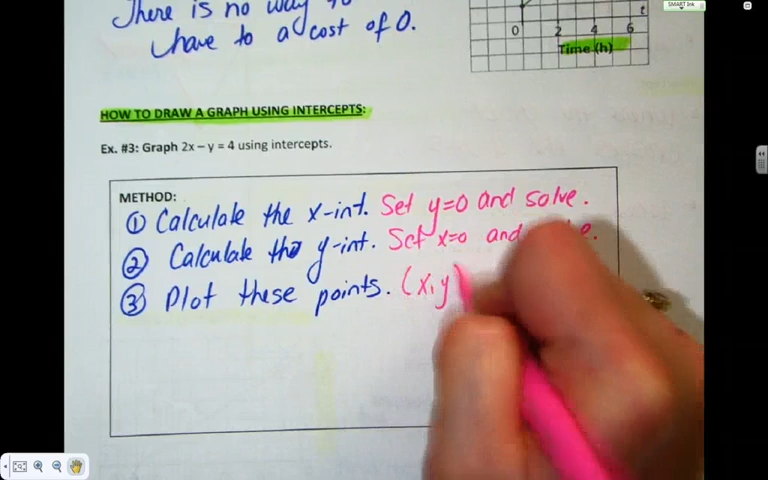 There is no way to
have to a cost of 0.
t
0 2 4 6
Time (h)
SMART Ink
HOW TO DRAW A GRAPH USING INTERCEPTS:
Ex. #3: Graph 2x – y = 4 using intercepts.
METHOD:
① Calculate the x-int. Set y=0 and solve.
② Calculate the y-int. Set x=0 and
③ Plot these points. (x,y)